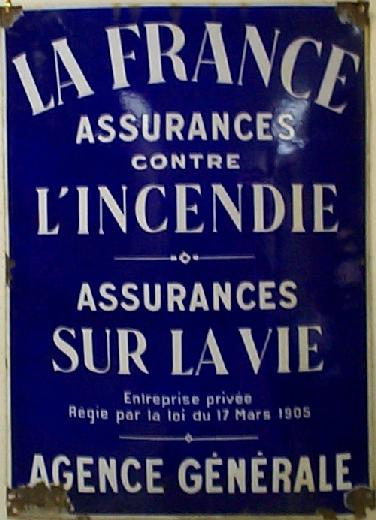 LA FRANCE
ASSURANCES
CONTRE
L'INCENDIE
ASSURANCES
SUR LA VIE
Entreprise privée
Régie par la loi du 17 Mars 1905
AGENCE GÉNÉRALE